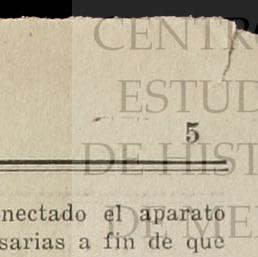 CENTR
ESTUD
5
DE HIST
nectado el aparato
DE ME
sarias a fin de que